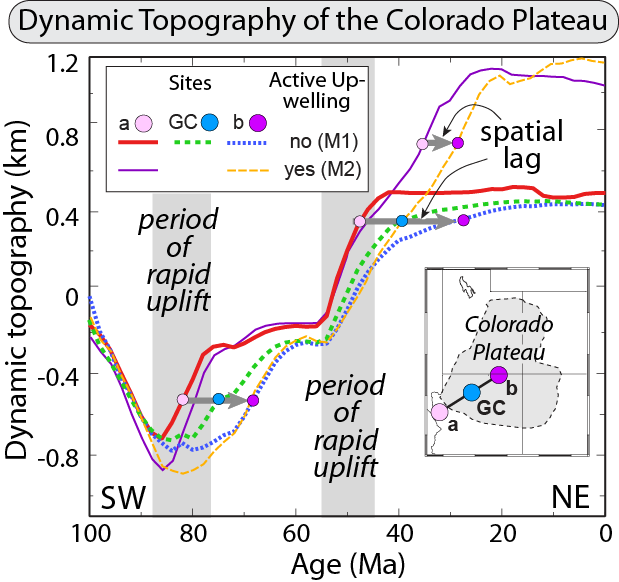 Dynamic Topography of the Colorado Plateau
Dynamic topography (km)
1.2
0.8
0.4
0
-0.4
-0.8
Sites
Active Up-
welling
a
GC
b
no (M1)
yes (M2)
spatial
lag
period
of
rapid
uplift
period
of
rapid
uplift
Colorado
Plateau
a
GC
b
SW
NE
100
80
60
40
20
0
Age (Ma)